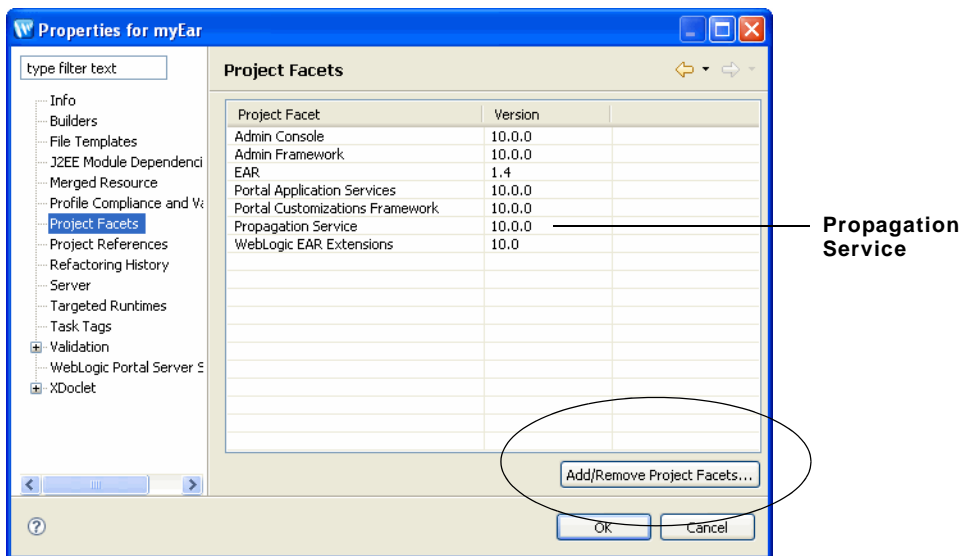 Properties for myEar
type filter text
Info
Builders
File Templates
J2EE Module Dependenci
Merged Resource
Profile Compliance and Va
Project Facets
Project References
Refactoring History
Server
Targeted Runtimes
Task Tags
Validation
WebLogic Portal Server S
XDoclet
Project Facets
Project Facet Version
Admin Console 10.0.0
Admin Framework 10.0.0
EAR 1.4
Portal Application Services 10.0.0
Portal Customizations Framework 10.0.0
Propagation Service 10.0.0
WebLogic EAR Extensions 10.0
Propagation
Service
Add/Remove Project Facets...
OK Cancel